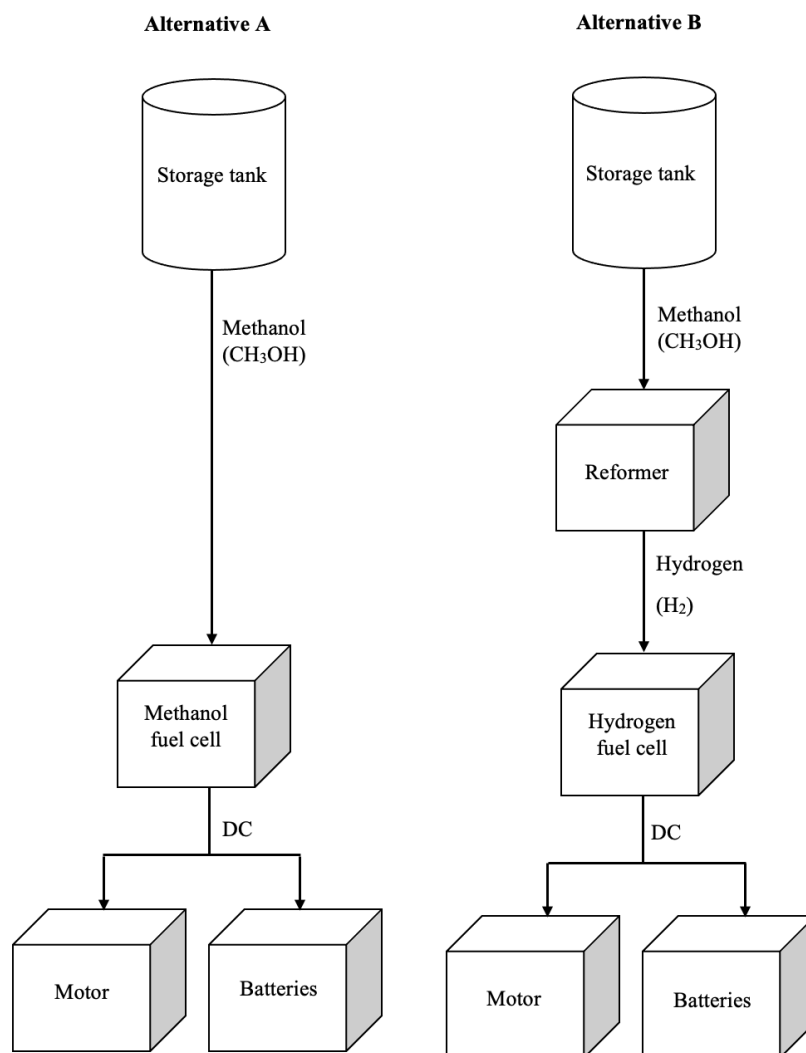 Alternative A
Storage tank
Methanol
(CH₃OH)
Methanol
fuel cell
DC
Motor
Batteries
Alternative B
Storage tank
Methanol
(CH₃OH)
Reformer
Hydrogen
(H₂)
Hydrogen
fuel cell
DC
Motor
Batteries